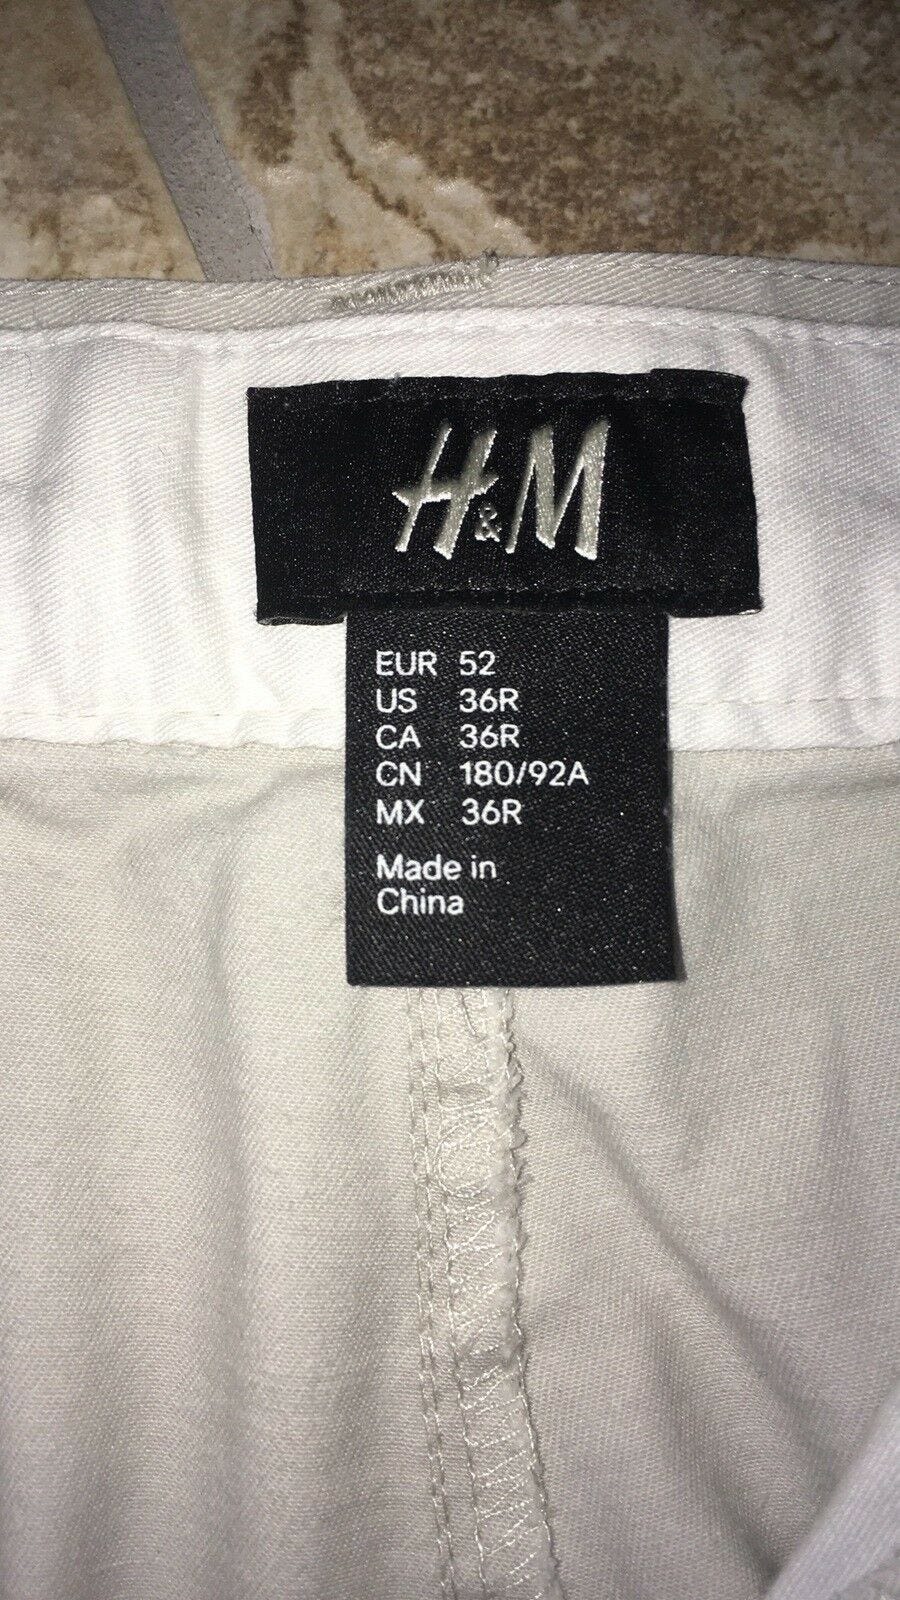 H&M
EUR 52
US 36R
CA 36R
CN 180/92A
MX 36R
Made in
China